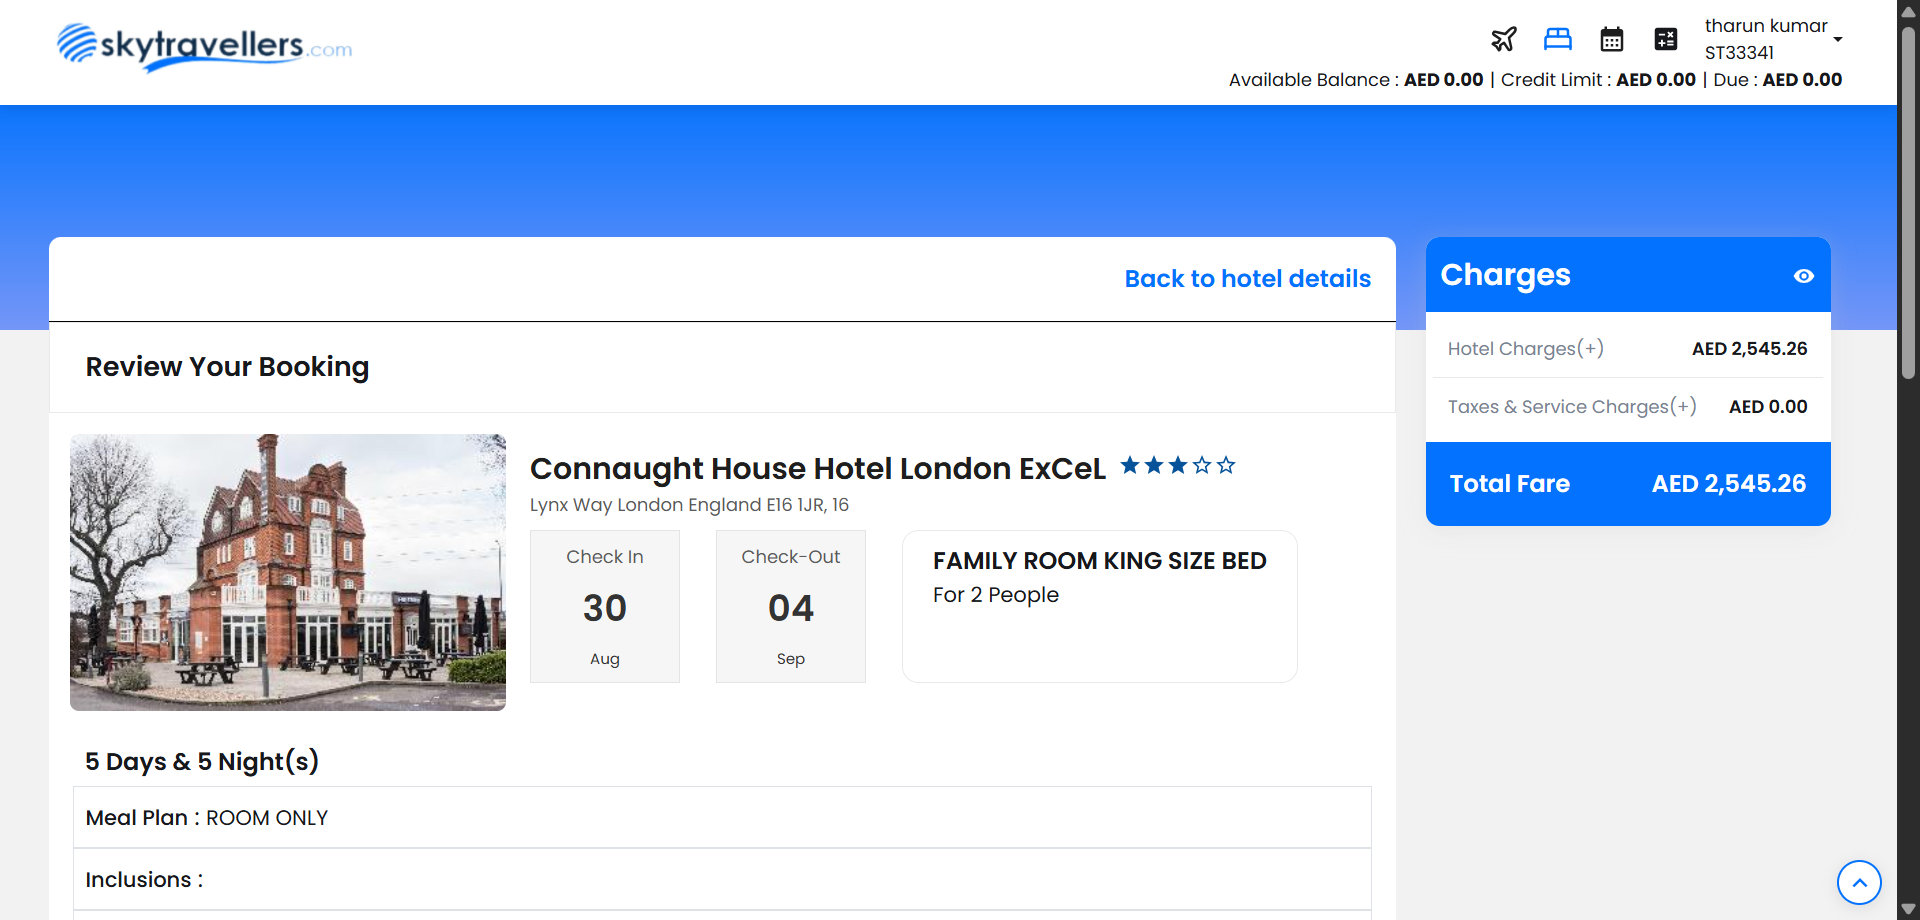 skytravellers.com
tharun kumar
ST33341
Available Balance : AED 0.00 | Credit Limit : AED 0.00 | Due : AED 0.00
Back to hotel details
Review Your Booking
Connaught House Hotel London ExCeL
Lynx Way London England E16 1JR, 16
Check In
30
Aug
Check-Out
04
Sep
FAMILY ROOM KING SIZE BED
For 2 People
5 Days & 5 Night(s)
Meal Plan : ROOM ONLY
Inclusions :
Charges
Hotel Charges(+) AED 2,545.26
Taxes & Service Charges(+) AED 0.00
Total Fare AED 2,545.26